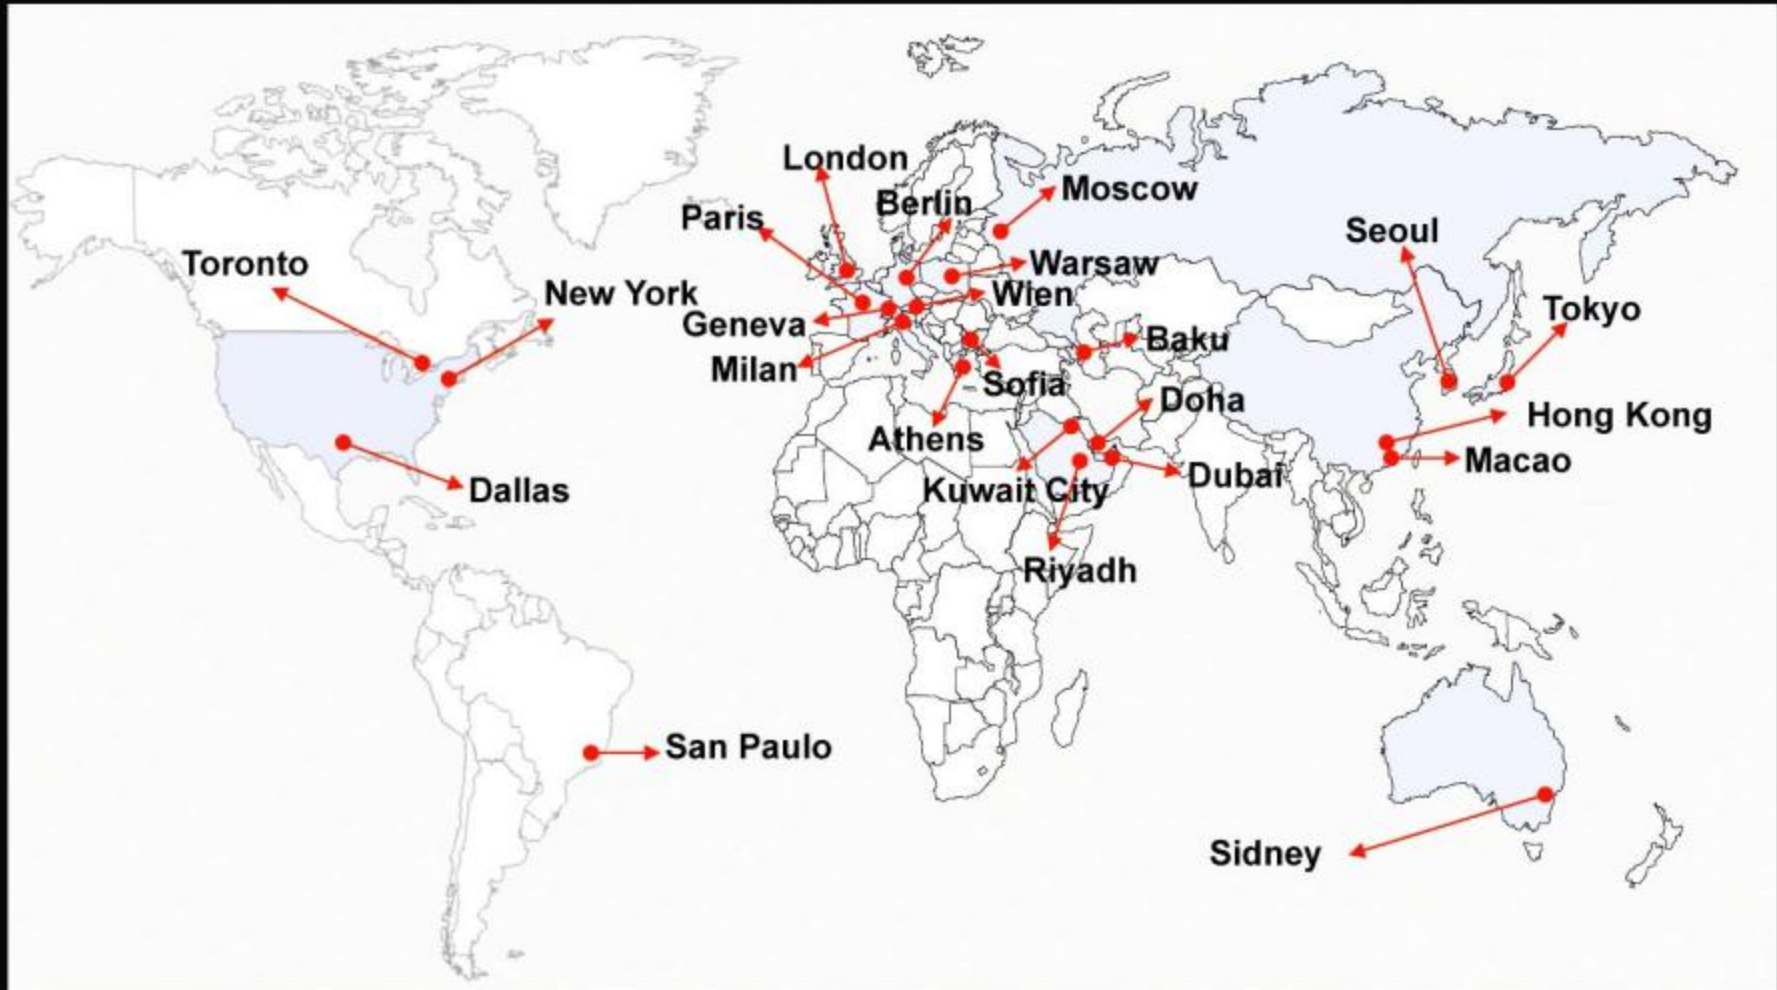 London
Moscow
Berlin
Paris
Seoul
Toronto
Warsaw
New York
Wien
Tokyo
Geneva
Baku
Milan
Sofia
Doha
Hong Kong
Athens
Macao
Dubai
Kuwait City
Dallas
Riyadh
San Paulo
Sidney